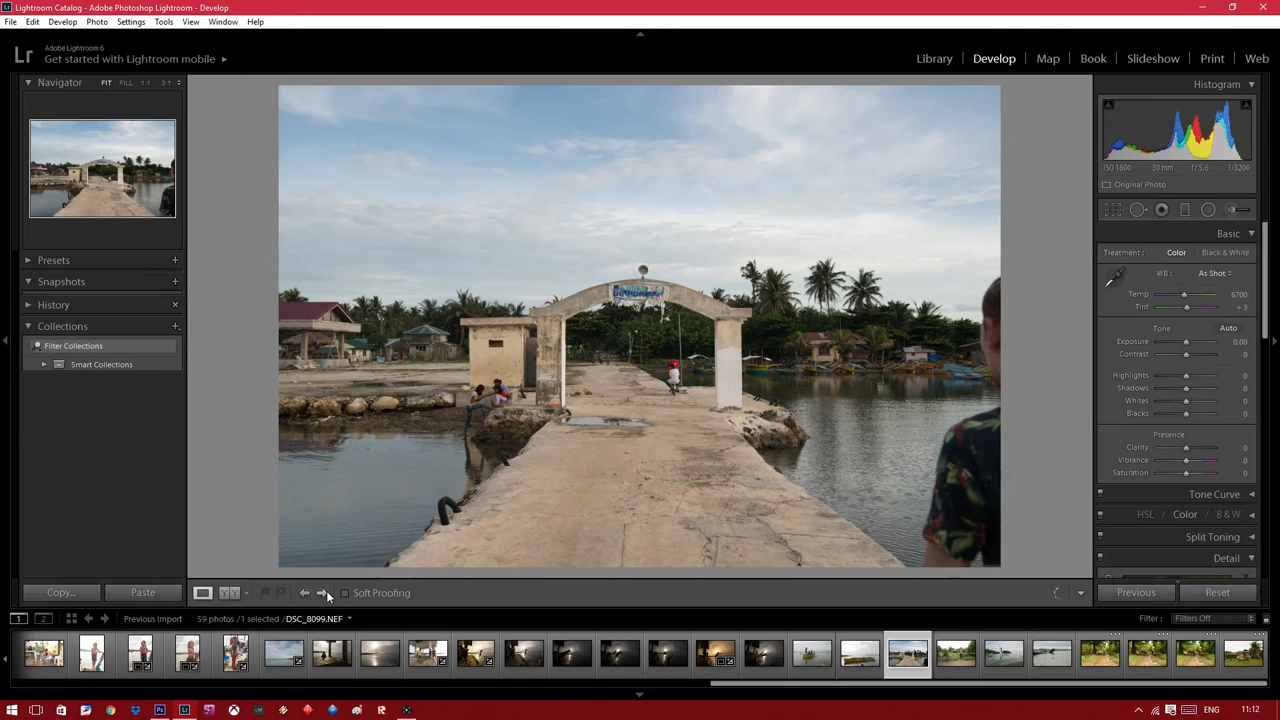 Lightroom Catalog - Adobe Photoshop Lightroom - Develop
File Edit Develop Photo Settings Tools View Window Help
Lr
Adobe Lightroom 6
Get started with Lightroom mobile
Library Develop Map Book Slideshow Print Web
Navigator FIT FILL 1:1 3:1
Presets
Snapshots
History
Collections
Filter Collections
Smart Collections
Copy... Paste
Soft Proofing
Histogram
ISO 1600 30 mm f/5.6 1/3200
Original Photo
Basic
Treatment: Color Black & White
WB: As Shot
Temp 6700
Tint + 3
Tone Auto
Exposure 0.00
Contrast 0
Highlights 0
Shadows 0
Whites 0
Blacks 0
Presence
Clarity 0
Vibrance 0
Saturation 0
Tone Curve
HSL / Color / B & W
Split Toning
Detail
Previous Reset
1 2 Previous Import 59 photos / 1 selected / DSC_8099.NEF Filter : Filters Off
ENG 11:12